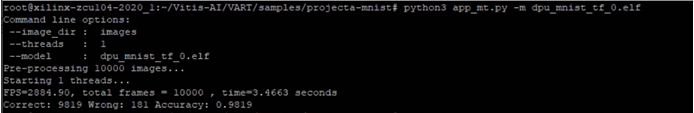 root@xilinx-zcu104-2020_1:~/Vitis-AI/VART/samples/projecta-mnist# python3 app_mt.py -m dpu_mnist_tf_0.elf
Command line options:
 --image_dir :  images
 --threads   :  1
 --model     :  dpu_mnist_tf_0.elf
Pre-processing 10000 images...
Starting 1 threads...
FPS=2884.90, total frames = 10000 , time=3.4663 seconds
Correct: 9819 Wrong: 181 Accuracy: 0.9819